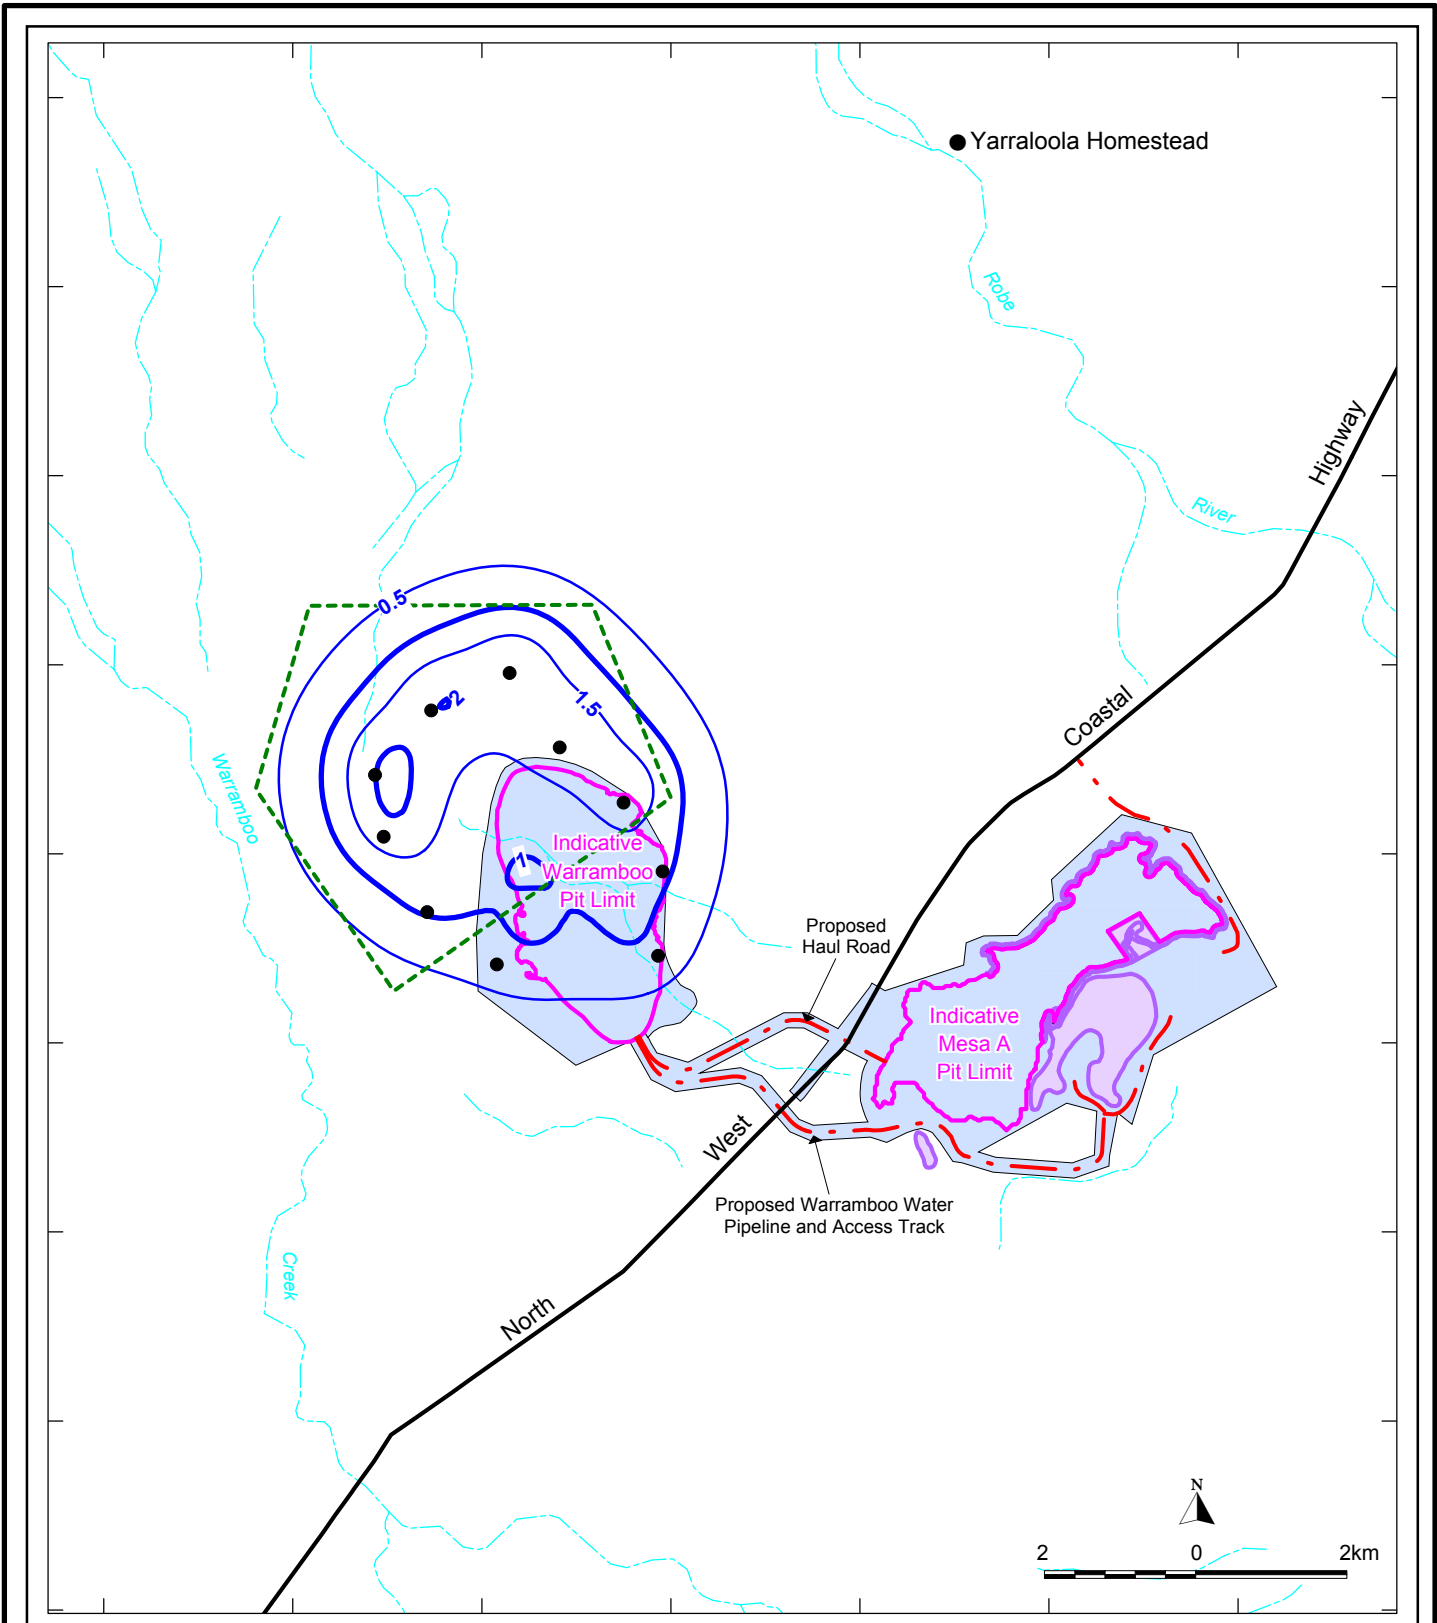 Yarraloola Homestead
Robe
River
Highway
Coastal
West
North
0.5
2
1.5
1
Warramboo
Creek
Indicative
Warramboo
Pit Limit
Proposed
Haul Road
Indicative
Mesa A
Pit Limit
Proposed Warramboo Water
Pipeline and Access Track
N
2 0 2km